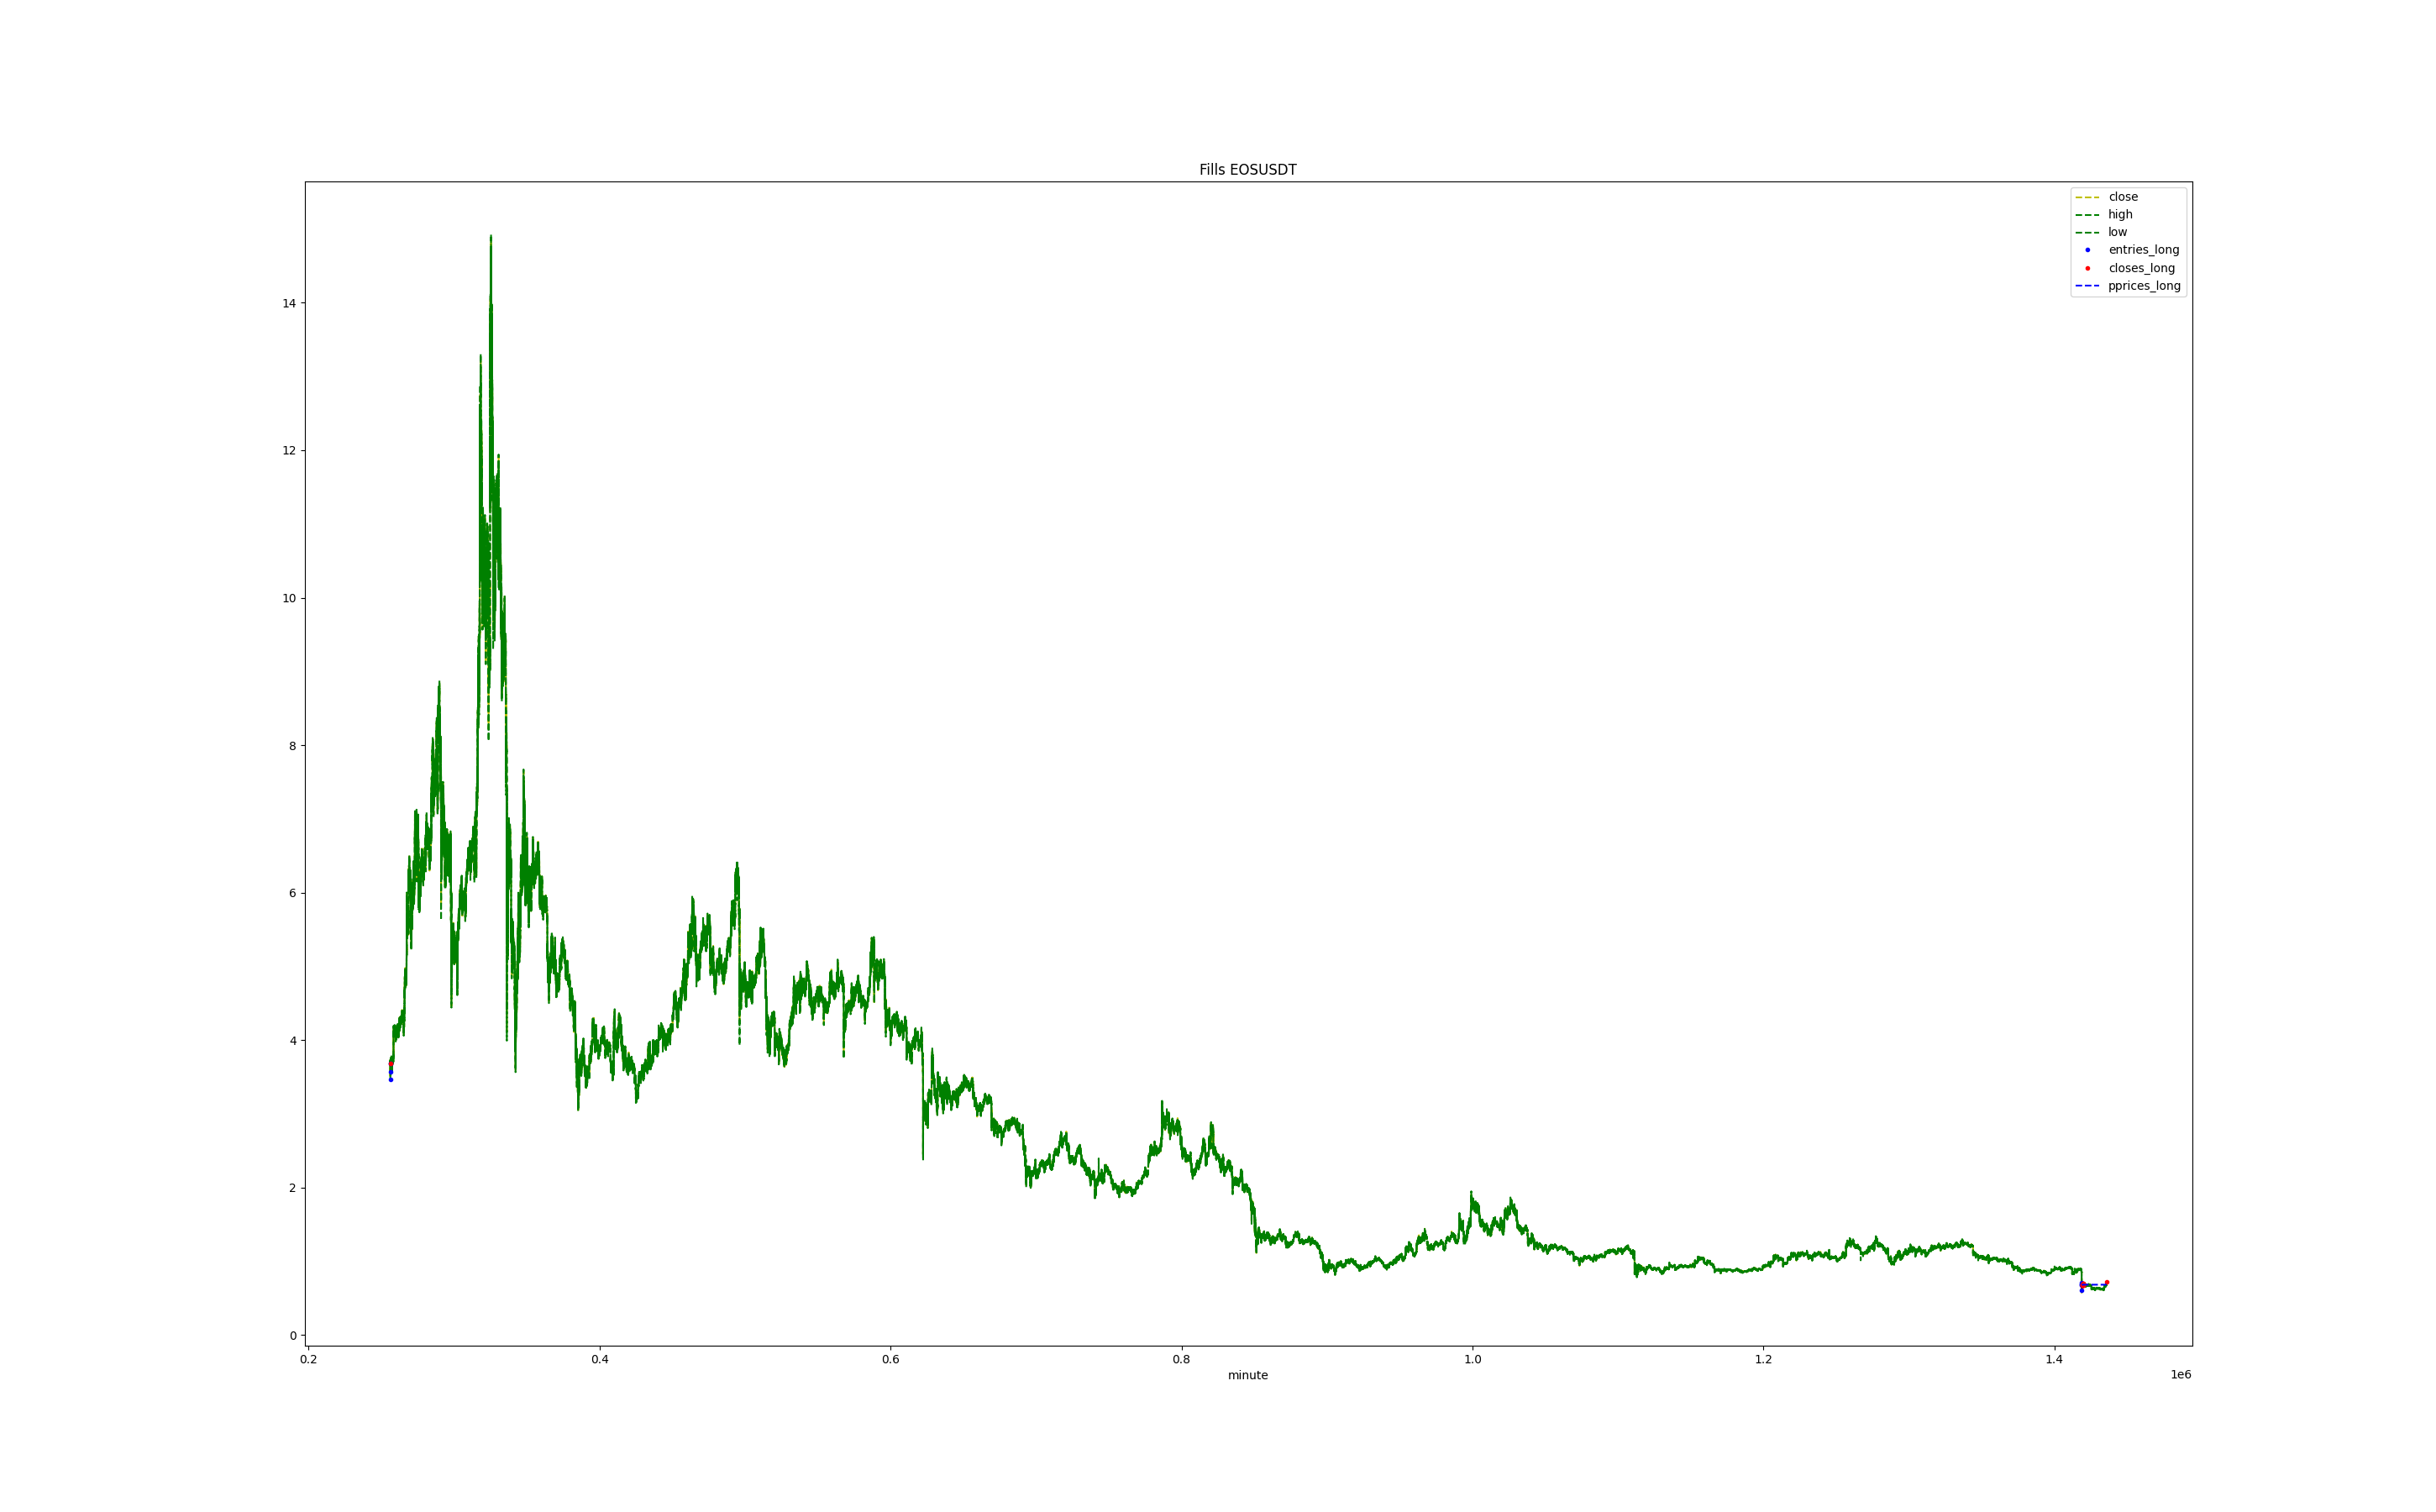 Fills EOSUSDT
close
high
low
entries_long
closes_long
pprices_long
14
12
10
8
6
4
2
0
0.2 0.4 0.6 0.8 1.0 1.2 1.4
1e6
minute